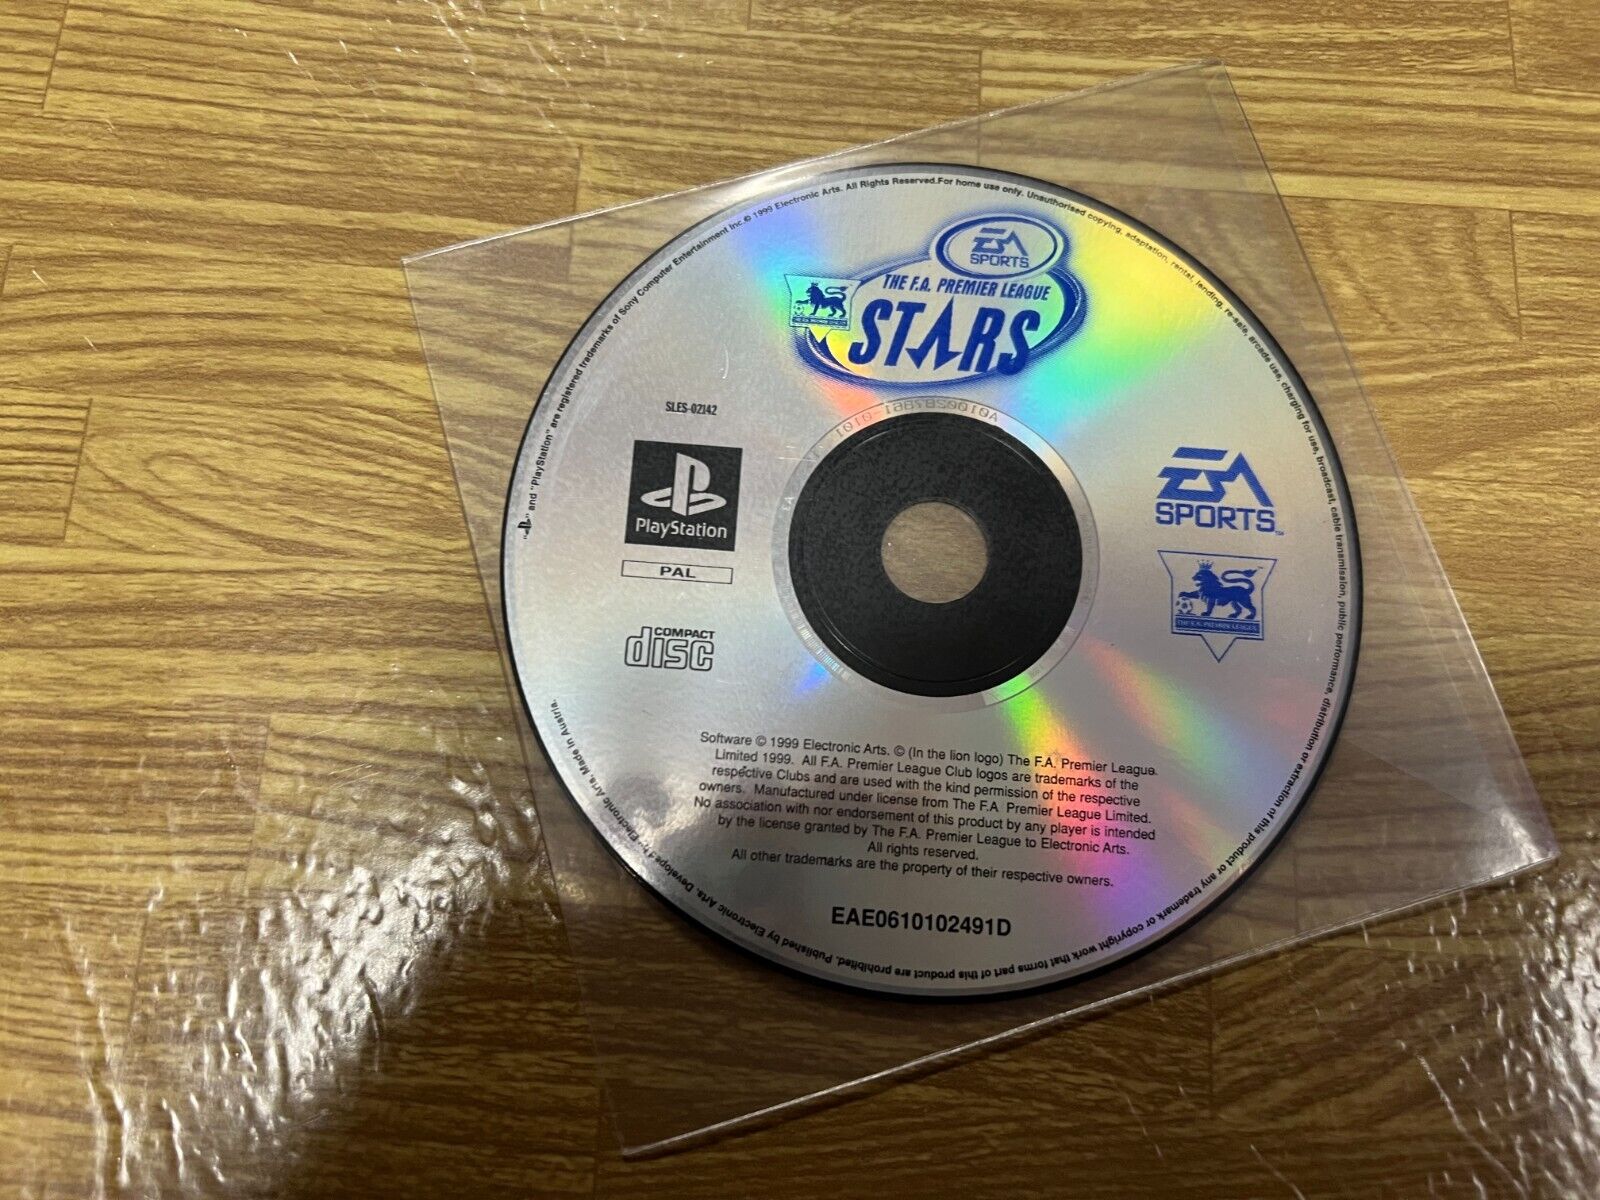 "PS" and "PlayStation" are registered trademarks of Sony Computer Entertainment Inc. © 1999 Electronic Arts. All Rights Reserved.For home use only. Unauthorised copying, adaptation, rental, lending, re-sale, arcade use, charging for use, broadcast, cable transmission, public performance, distribution or extraction of this product or any trademark or copyright work that forms part of this product are prohibited. Published by Electronic Arts. Developed by Electronic Arts. Made in Austria.
EA
SPORTS
THE F.A. PREMIER LEAGUE
STARS
THE F.A. PREMIER LEAGUE
SLES-02142
PlayStation
PAL
COMPACT
disc
EA
SPORTS™
THE F.A. PREMIER LEAGUE
Software © 1999 Electronic Arts. © (In the lion logo) The F.A. Premier League
Limited 1999. All F.A. Premier League Club logos are trademarks of the
respective Clubs and are used with the kind permission of the respective
owners. Manufactured under license from The F.A Premier League Limited.
No association with nor endorsement of this product by any player is intended
by the license granted by The F.A. Premier League to Electronic Arts.
All rights reserved.
All other trademarks are the property of their respective owners.
EAE0610102491D